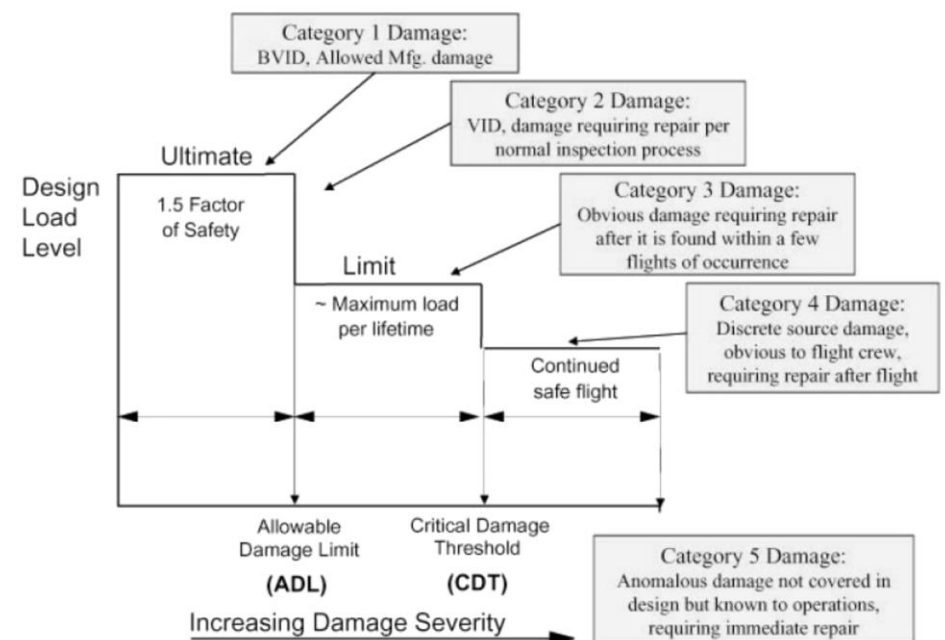 Category 1 Damage:
BVID, Allowed Mfg. damage
Category 2 Damage:
VID, damage requiring repair per
normal inspection process
Ultimate
Design
Load
Level
1.5 Factor
of Safety
Category 3 Damage:
Obvious damage requiring repair
after it is found within a few
flights of occurrence
Limit
~ Maximum load
per lifetime
Category 4 Damage:
Discrete source damage,
obvious to flight crew,
requiring repair after flight
Continued
safe flight
Allowable
Damage Limit
(ADL)
Critical Damage
Threshold
(CDT)
Category 5 Damage:
Anomalous damage not covered in
design but known to operations,
requiring immediate repair
Increasing Damage Severity